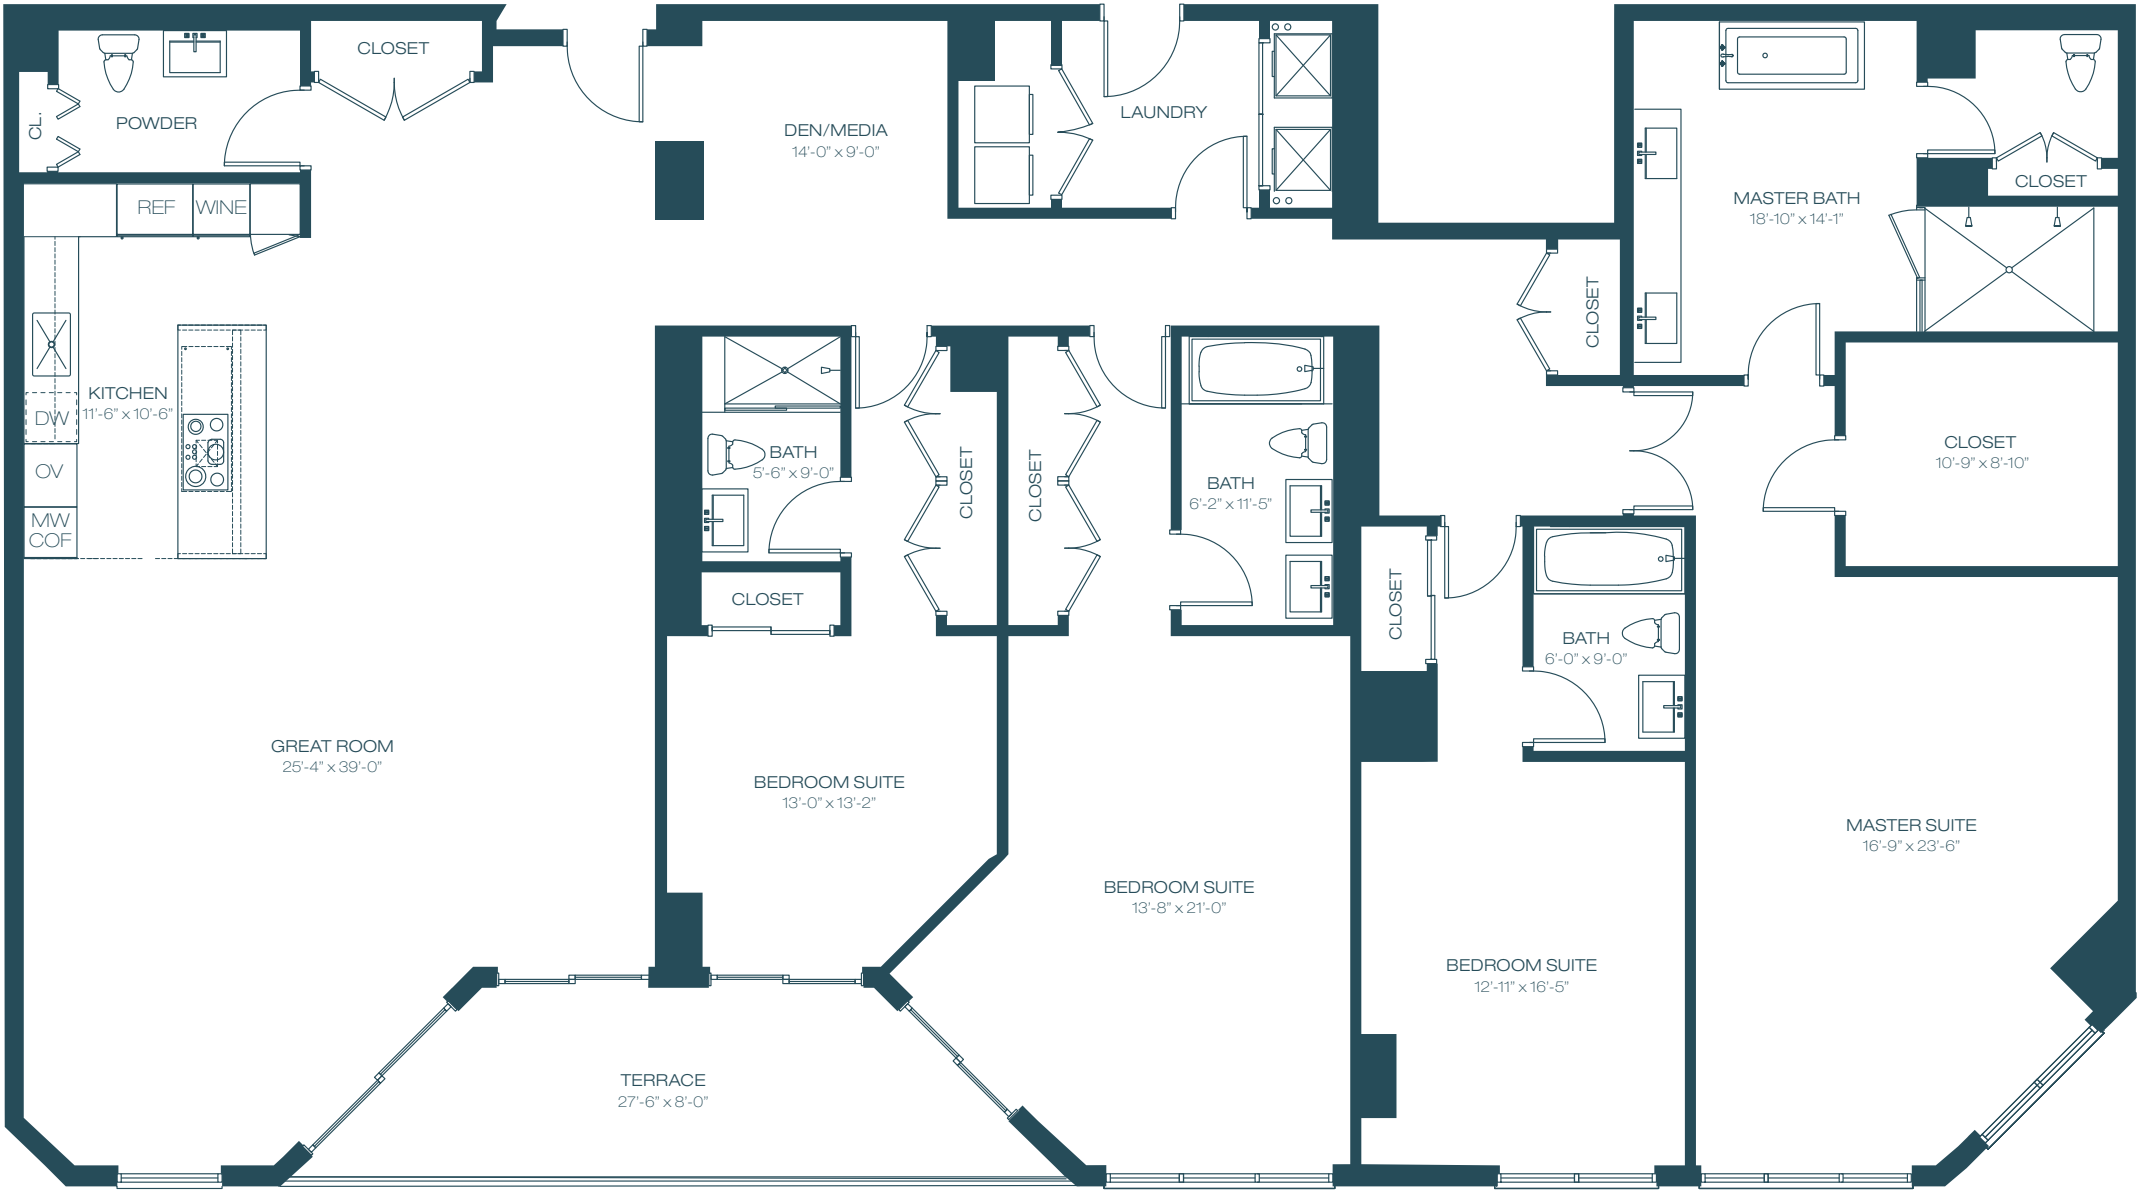 CLOSET
CL.
POWDER
DEN/MEDIA
14'-0" x 9'-0"
LAUNDRY
CLOSET
MASTER BATH
18'-10" x 14'-1"
REF
WINE
CLOSET
KITCHEN
11'-6" x 10'-6"
DW
OV
MW
COF
BATH
5'-6" x 9'-0"
CLOSET
CLOSET
CLOSET
BATH
6'-2" x 11'-5"
CLOSET
10'-9" x 8'-10"
CLOSET
BATH
6'-0" x 9'-0"
GREAT ROOM
25'-4" x 39'-0"
BEDROOM SUITE
13'-0" x 13'-2"
BEDROOM SUITE
13'-8" x 21'-0"
MASTER SUITE
16'-9" x 23'-6"
BEDROOM SUITE
12'-11" x 16'-5"
TERRACE
27'-6" x 8'-0"